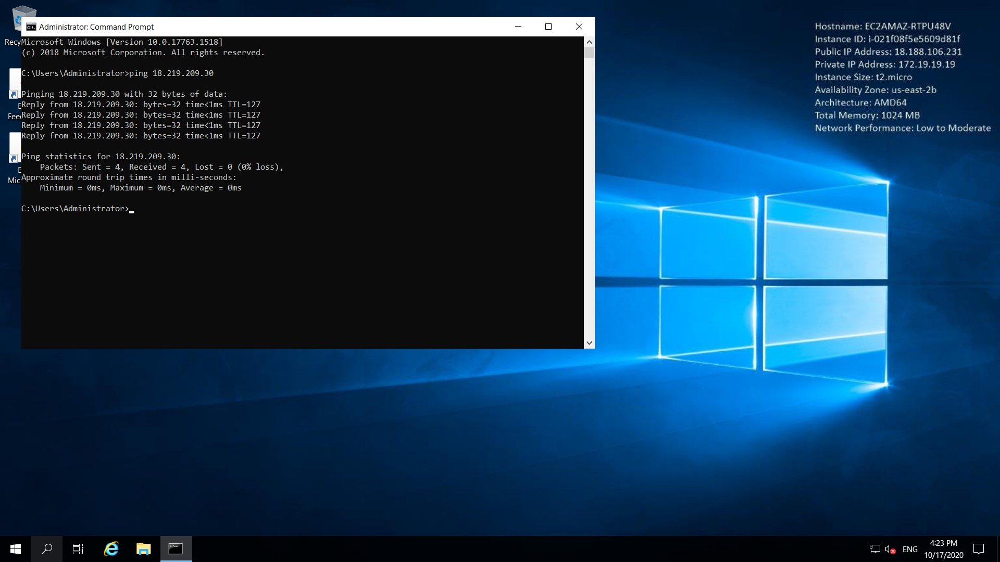 Administrator: Command Prompt
Microsoft Windows [Version 10.0.17763.1518]
(c) 2018 Microsoft Corporation. All rights reserved.
C:\Users\Administrator>ping 18.219.209.30
Pinging 18.219.209.30 with 32 bytes of data:
Reply from 18.219.209.30: bytes=32 time<1ms TTL=127
Reply from 18.219.209.30: bytes=32 time<1ms TTL=127
Reply from 18.219.209.30: bytes=32 time<1ms TTL=127
Reply from 18.219.209.30: bytes=32 time<1ms TTL=127
Ping statistics for 18.219.209.30:
Packets: Sent = 4, Received = 4, Lost = 0 (0% loss),
Approximate round trip times in milli-seconds:
Minimum = 0ms, Maximum = 0ms, Average = 0ms
C:\Users\Administrator>
Recy
Feed
Mic
Hostname: EC2AMAZ-RTPU48V
Instance ID: i-021f08f5e5609d81f
Public IP Address: 18.188.106.231
Private IP Address: 172.19.19.19
Instance Size: t2.micro
Availability Zone: us-east-2b
Architecture: AMD64
Total Memory: 1024 MB
Network Performance: Low to Moderate
ENG
4:23 PM
10/17/2020